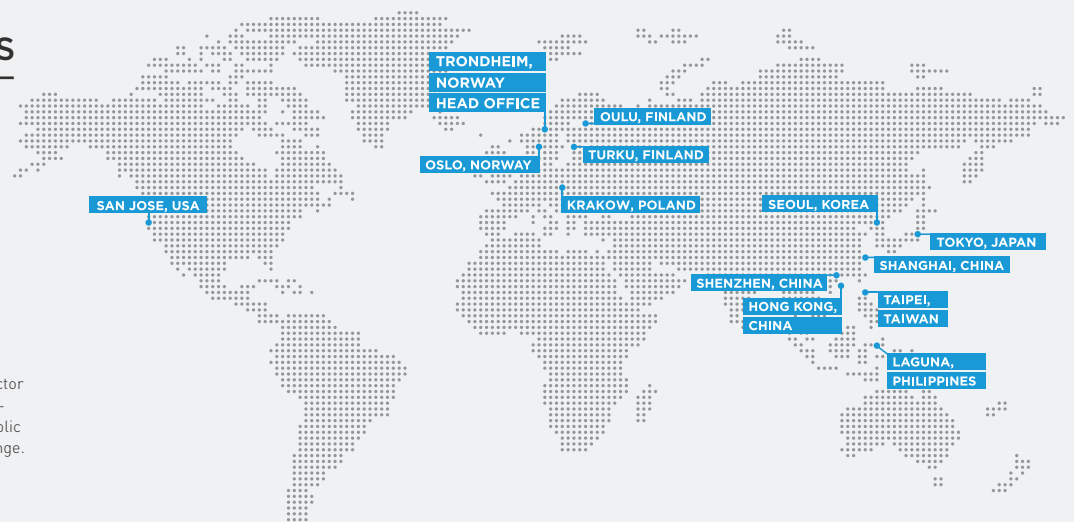 S
TRONDHEIM,
NORWAY
HEAD OFFICE
OULU, FINLAND
OSLO, NORWAY
TURKU, FINLAND
SAN JOSE, USA
KRAKOW, POLAND
SEOUL, KOREA
TOKYO, JAPAN
SHANGHAI, CHINA
SHENZHEN, CHINA
HONG KONG,
CHINA
TAIPEI,
TAIWAN
LAGUNA,
PHILIPPINES
ctor
-
olic
nge.